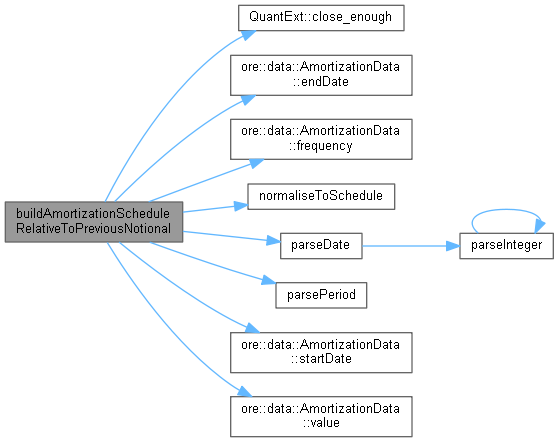 QuantExt::close_enough
ore::data::AmortizationData
::endDate
ore::data::AmortizationData
::frequency
normaliseToSchedule
buildAmortizationSchedule
RelativeToPreviousNotional
parseDate
parseInteger
parsePeriod
ore::data::AmortizationData
::startDate
ore::data::AmortizationData
::value